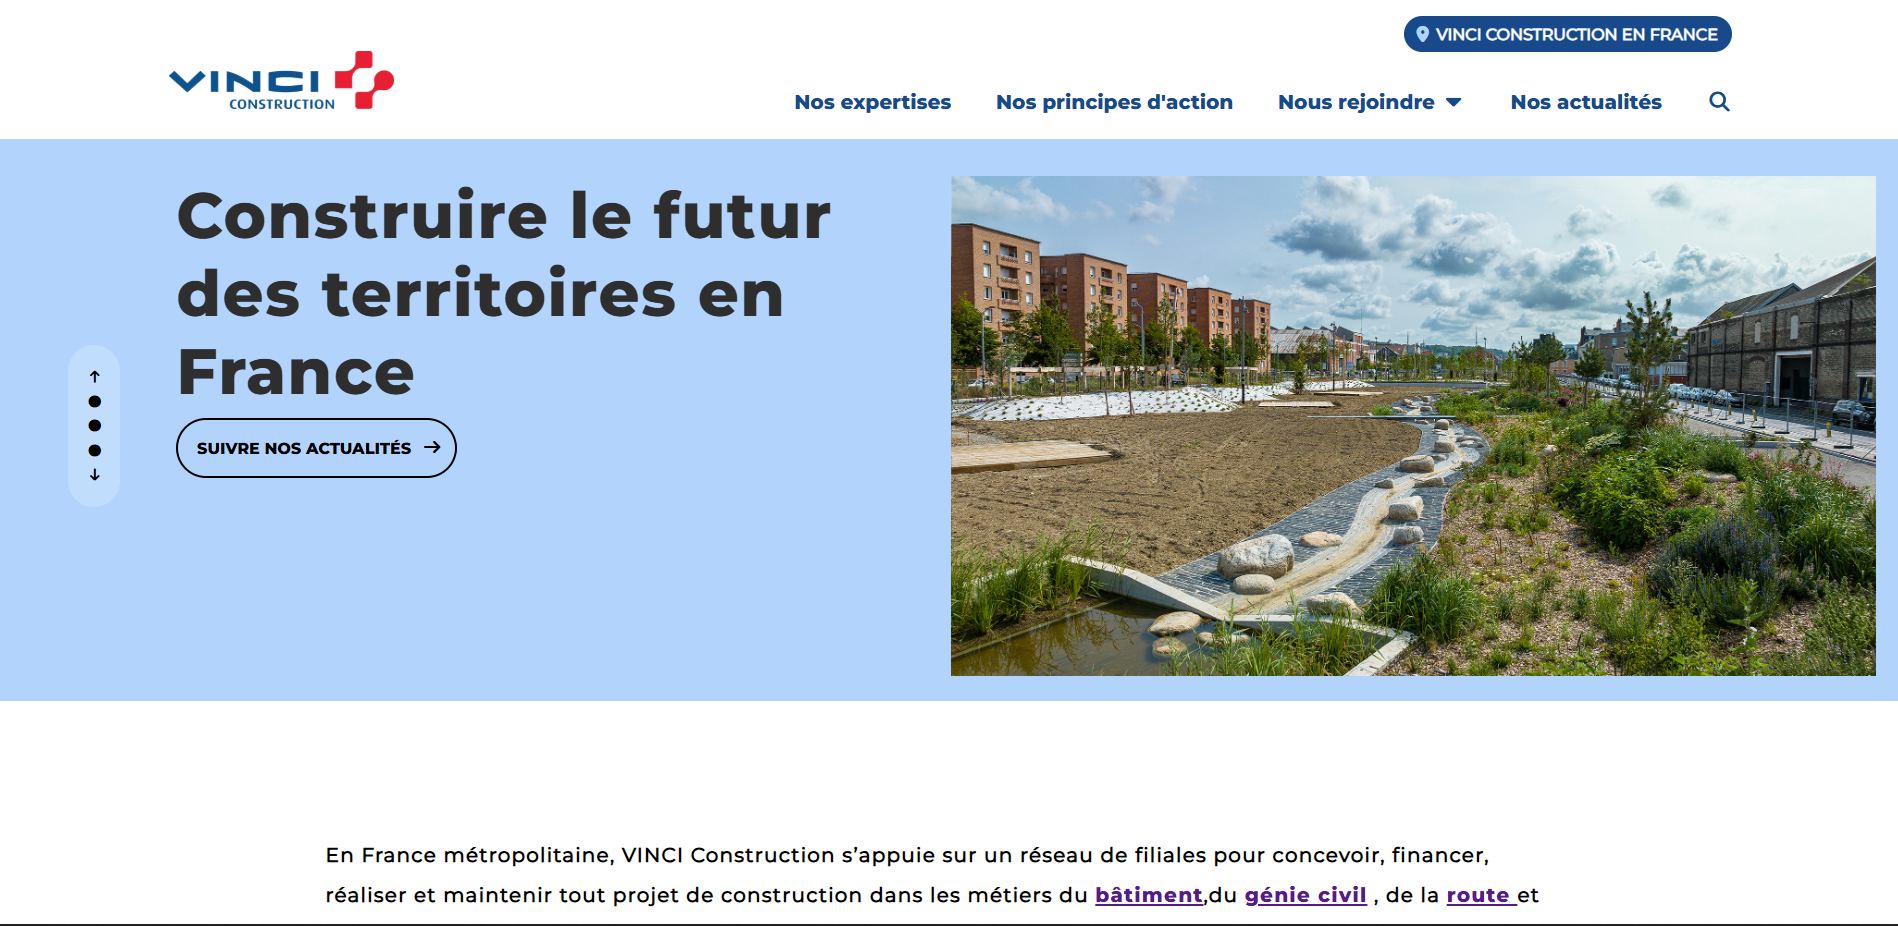 VINCI CONSTRUCTION EN FRANCE
VINCI
CONSTRUCTION
Nos expertises
Nos principes d'action
Nous rejoindre
Nos actualités
Construire le futur
des territoires en
France
SUIVRE NOS ACTUALITÉS
En France métropolitaine, VINCI Construction s’appuie sur un réseau de filiales pour concevoir, financer,
réaliser et maintenir tout projet de construction dans les métiers du bâtiment,du génie civil , de la route et